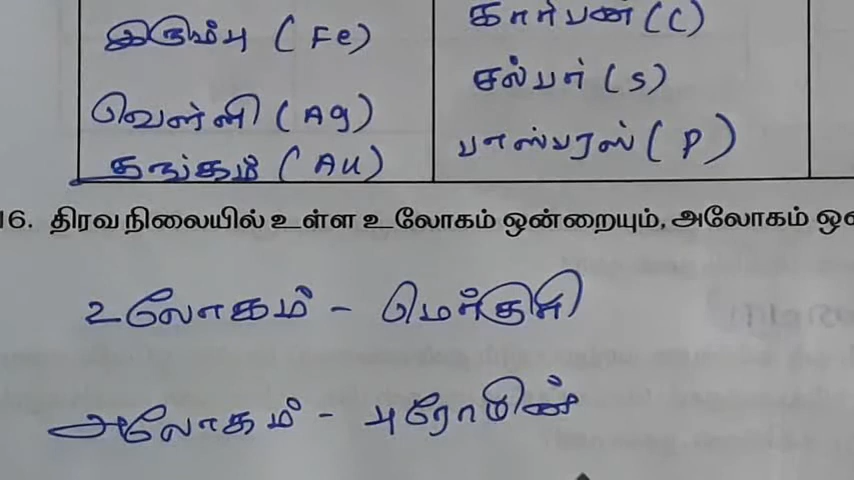 இரும்பு (Fe) கார்பன் (C)
சல்பர் (S)
வெள்ளி (Ag)
பாஸ்பரஸ் (P)
தங்கம் (Au)
16. திரவ நிலையில் உள்ள உலோகம் ஒன்றையும், அலோகம்
உலோகம் - மெர்குரி
அலோகம் - புரோமின்